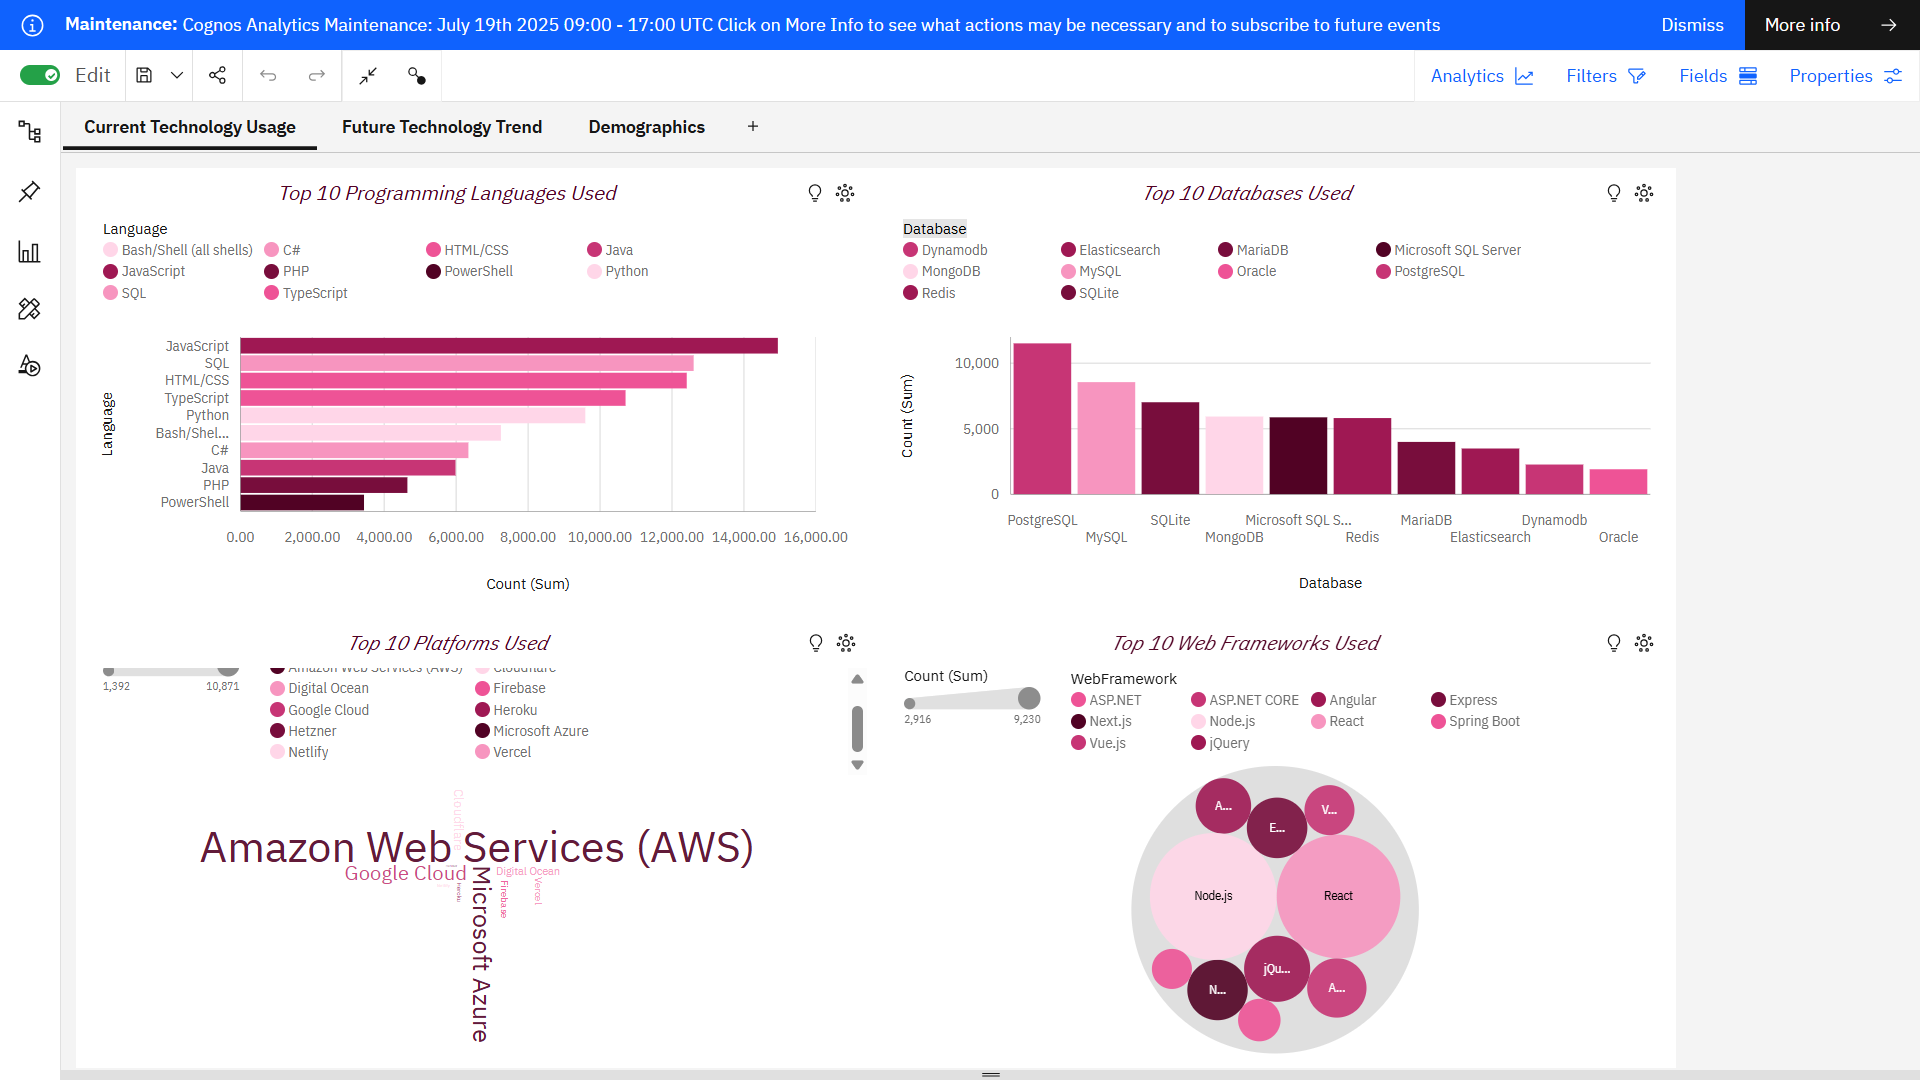 Maintenance: Cognos Analytics Maintenance: July 19th 2025 09:00 - 17:00 UTC Click on More Info to see what actions may be necessary and to subscribe to future events
Dismiss
More info
Edit
Analytics
Filters
Fields
Properties
Current Technology Usage
Future Technology Trend
Demographics
Top 10 Programming Languages Used
Language
Bash/Shell (all shells) C# HTML/CSS Java
JavaScript PHP PowerShell Python
SQL TypeScript
Language
JavaScript
SQL
HTML/CSS
TypeScript
Python
Bash/Shel...
C#
Java
PHP
PowerShell
0.00 2,000.00 4,000.00 6,000.00 8,000.00 10,000.00 12,000.00 14,000.00 16,000.00
Count (Sum)
Top 10 Databases Used
Database
Dynamodb Elasticsearch MariaDB Microsoft SQL Server
MongoDB MySQL Oracle PostgreSQL
Redis SQLite
Count (Sum)
10,000
5,000
0
PostgreSQL SQLite Microsoft SQL S... MariaDB Dynamodb
MySQL MongoDB Redis Elasticsearch Oracle
Database
Top 10 Platforms Used
1,392 10,871
Amazon Web Services (AWS) Cloudflare
Digital Ocean Firebase
Google Cloud Heroku
Hetzner Microsoft Azure
Netlify Vercel
Cloudflare
Amazon Web Services (AWS)
Google Cloud
Digital Ocean
Microsoft Azure
Heroku
Firebase
Vercel
Top 10 Web Frameworks Used
Count (Sum)
2,916 9,230
WebFramework
ASP.NET ASP.NET CORE Angular Express
Next.js Node.js React Spring Boot
Vue.js jQuery
A...
E...
V...
Node.js
React
jQu...
N...
A...